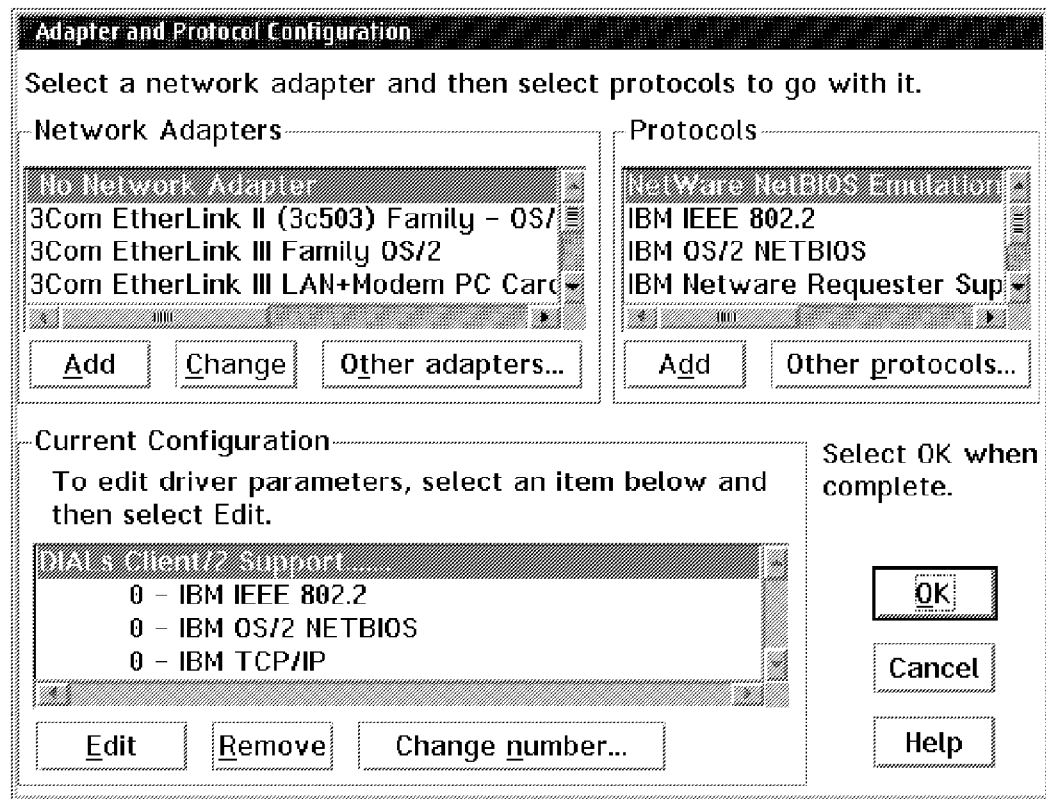 Adapter and Protocol Configuration
Select a network adapter and then select protocols to go with it.
Network Adapters
No Network Adapter
3Com EtherLink II (3c503) Family - OS/
3Com EtherLink III Family OS/2
3Com EtherLink III LAN+Modem PC Card
Add
Change
Other adapters...
Protocols
NetWare NetBIOS Emulation
IBM IEEE 802.2
IBM OS/2 NETBIOS
IBM Netware Requester Sup
Add
Other protocols...
Current Configuration
To edit driver parameters, select an item below and
then select Edit.
DIALs Client/2 Support......
0 - IBM IEEE 802.2
0 - IBM OS/2 NETBIOS
0 - IBM TCP/IP
Edit
Remove
Change number...
Select OK when
complete.
OK
Cancel
Help